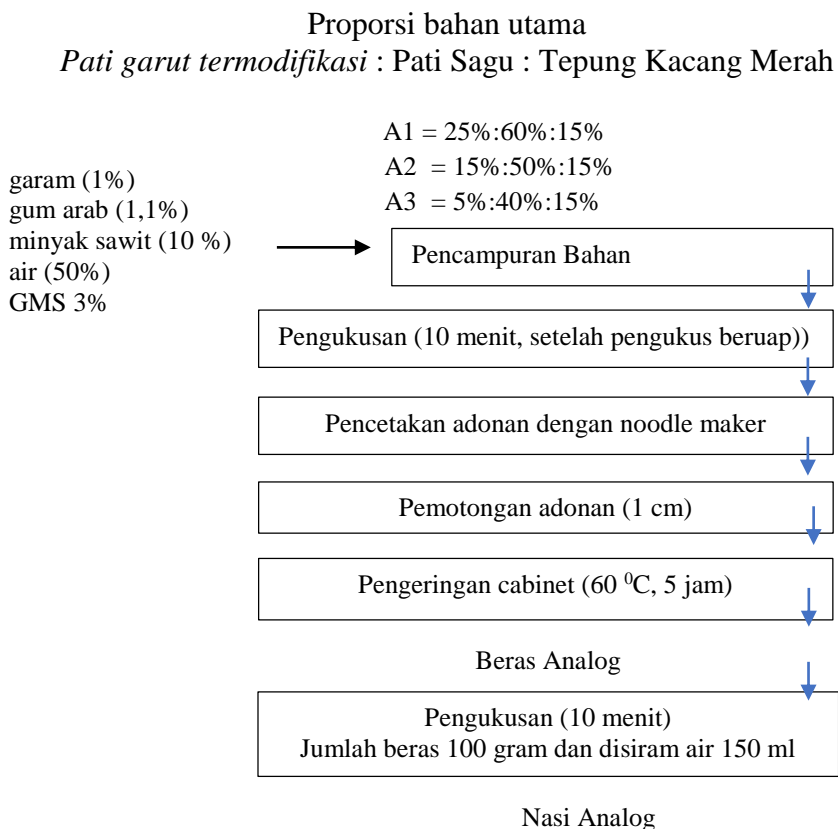 Proporsi bahan utama
Pati garut termodifikasi : Pati Sagu : Tepung Kacang Merah
A1 = 25%:60%:15%
A2 = 15%:50%:15%
A3 = 5%:40%:15%
garam (1%)
gum arab (1,1%)
minyak sawit (10 %)
air (50%)
GMS 3%
Pencampuran Bahan
Pengukusan (10 menit, setelah pengukus beruap))
Pencetakan adonan dengan noodle maker
Pemotongan adonan (1 cm)
Pengeringan cabinet (60 ⁰C, 5 jam)
Beras Analog
Pengukusan (10 menit)
Jumlah beras 100 gram dan disiram air 150 ml
Nasi Analog